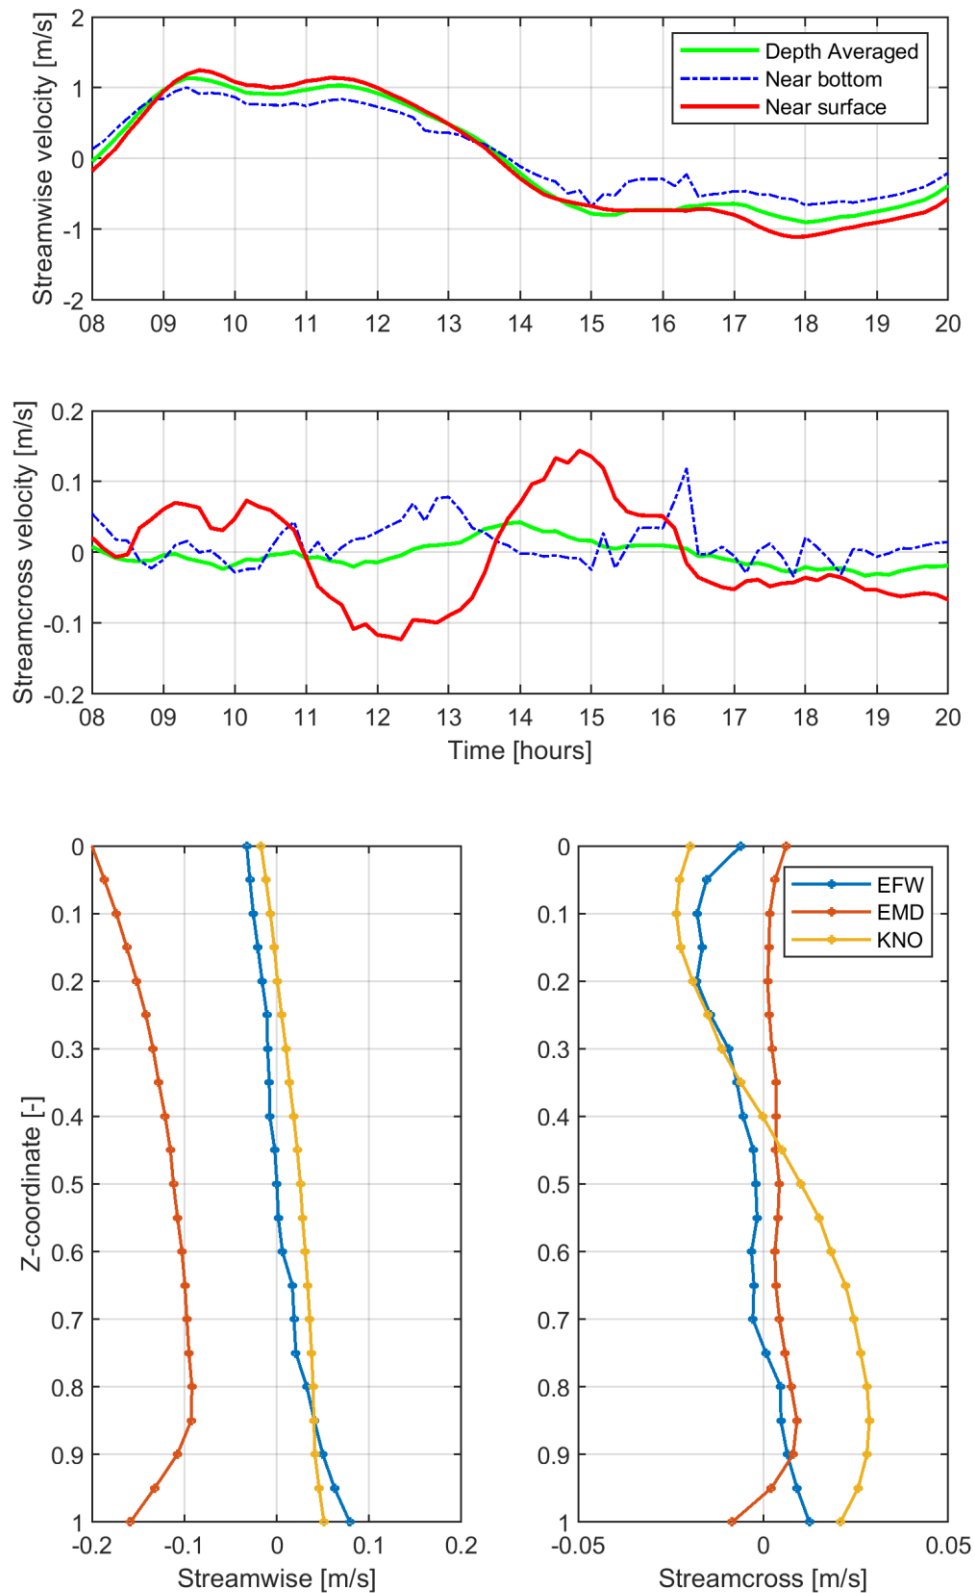 Streamwise velocity [m/s]
2
1
0
-1
-2
Depth Averaged
Near bottom
Near surface
08 09 10 11 12 13 14 15 16 17 18 19 20
Streamcross velocity [m/s]
0.2
0.1
0
-0.1
-0.2
08 09 10 11 12 13 14 15 16 17 18 19 20
Time [hours]
Z-coordinate [-]
0
0.1
0.2
0.3
0.4
0.5
0.6
0.7
0.8
0.9
1
-0.2 -0.1 0 0.1 0.2
Streamwise [m/s]
0
0.1
0.2
0.3
0.4
0.5
0.6
0.7
0.8
0.9
1
EFW
EMD
KNO
-0.05 0 0.05
Streamcross [m/s]